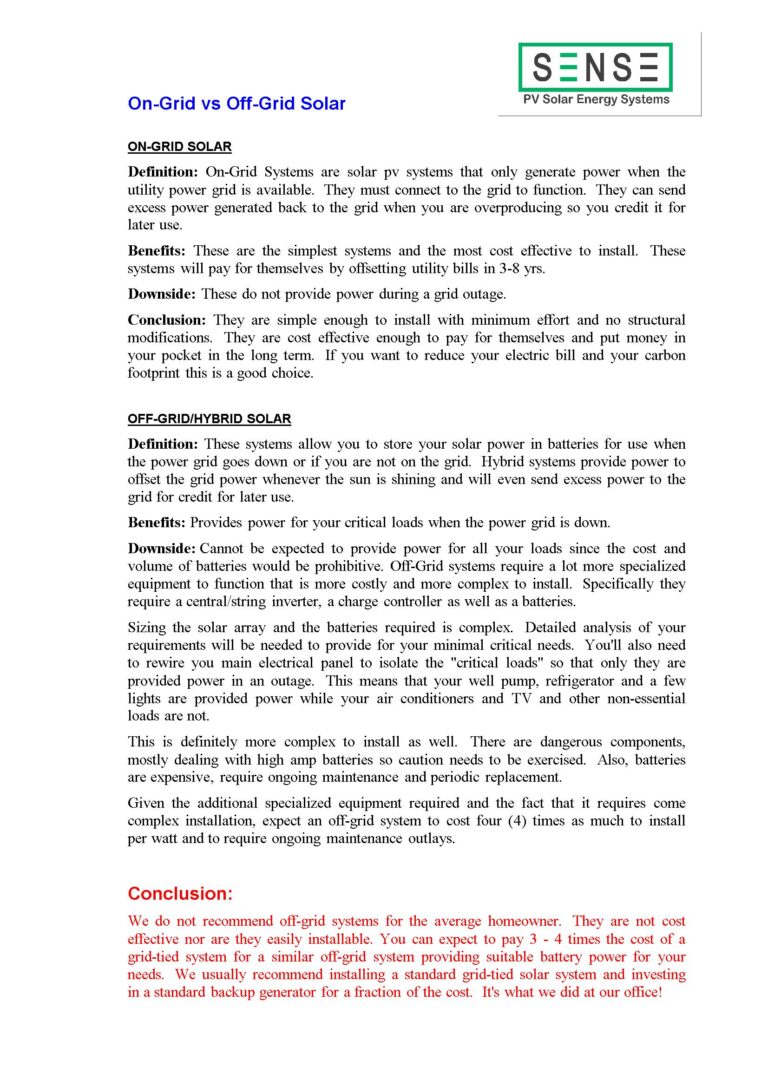 SENSE
PV Solar Energy Systems
On-Grid vs Off-Grid Solar
ON-GRID SOLAR
Definition: On-Grid Systems are solar pv systems that only generate power when the
utility power grid is available. They must connect to the grid to function. They can send
excess power generated back to the grid when you are overproducing so you credit it for
later use.
Benefits: These are the simplest systems and the most cost effective to install. These
systems will pay for themselves by offsetting utility bills in 3-8 yrs.
Downside: These do not provide power during a grid outage.
Conclusion: They are simple enough to install with minimum effort and no structural
modifications. They are cost effective enough to pay for themselves and put money in
your pocket in the long term. If you want to reduce your electric bill and your carbon
footprint this is a good choice.
OFF-GRID/HYBRID SOLAR
Definition: These systems allow you to store your solar power in batteries for use when
the power grid goes down or if you are not on the grid. Hybrid systems provide power to
offset the grid power whenever the sun is shining and will even send excess power to the
grid for credit for later use.
Benefits: Provides power for your critical loads when the power grid is down.
Downside: Cannot be expected to provide power for all your loads since the cost and
volume of batteries would be prohibitive. Off-Grid systems require a lot more specialized
equipment to function that is more costly and more complex to install. Specifically they
require a central/string inverter, a charge controller as well as a batteries.
Sizing the solar array and the batteries required is complex. Detailed analysis of your
requirements will be needed to provide for your minimal critical needs. You'll also need
to rewire you main electrical panel to isolate the "critical loads" so that only they are
provided power in an outage. This means that your well pump, refrigerator and a few
lights are provided power while your air conditioners and TV and other non-essential
loads are not.
This is definitely more complex to install as well. There are dangerous components,
mostly dealing with high amp batteries so caution needs to be exercised. Also, batteries
are expensive, require ongoing maintenance and periodic replacement.
Given the additional specialized equipment required and the fact that it requires come
complex installation, expect an off-grid system to cost four (4) times as much to install
per watt and to require ongoing maintenance outlays.
Conclusion:
We do not recommend off-grid systems for the average homeowner. They are not cost
effective nor are they easily installable. You can expect to pay 3 - 4 times the cost of a
grid-tied system for a similar off-grid system providing suitable battery power for your
needs. We usually recommend installing a standard grid-tied solar system and investing
in a standard backup generator for a fraction of the cost. It's what we did at our office!